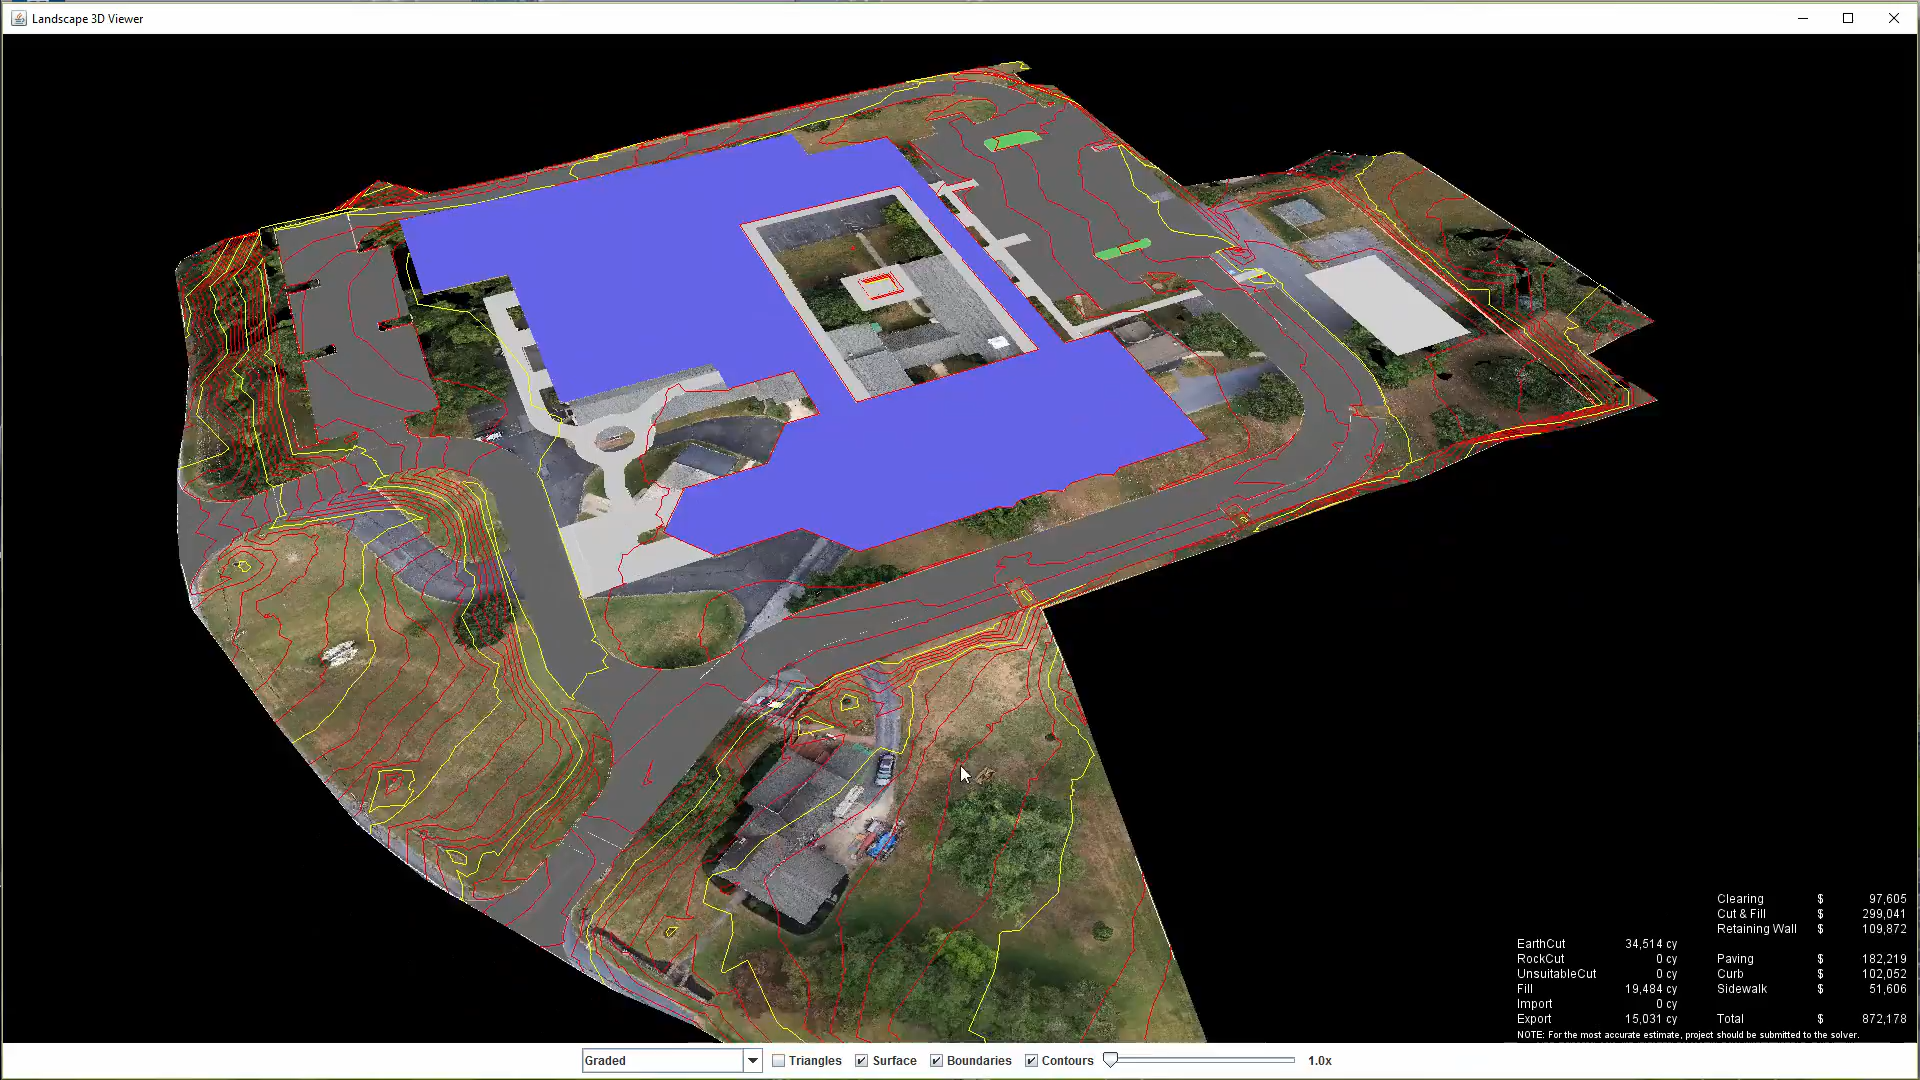 Landscape 3D Viewer
Clearing $ 97,605
Cut & Fill $ 299,041
Retaining Wall $ 109,872
EarthCut 34,514 cy
RockCut 0 cy Paving $ 182,219
UnsuitableCut 0 cy Curb $ 102,052
Fill 19,484 cy Sidewalk $ 51,606
Import 0 cy
Export 15,031 cy Total $ 872,178
NOTE: For the most accurate estimate, project should be submitted to the solver.
Graded Triangles Surface Boundaries Contours 1.0x